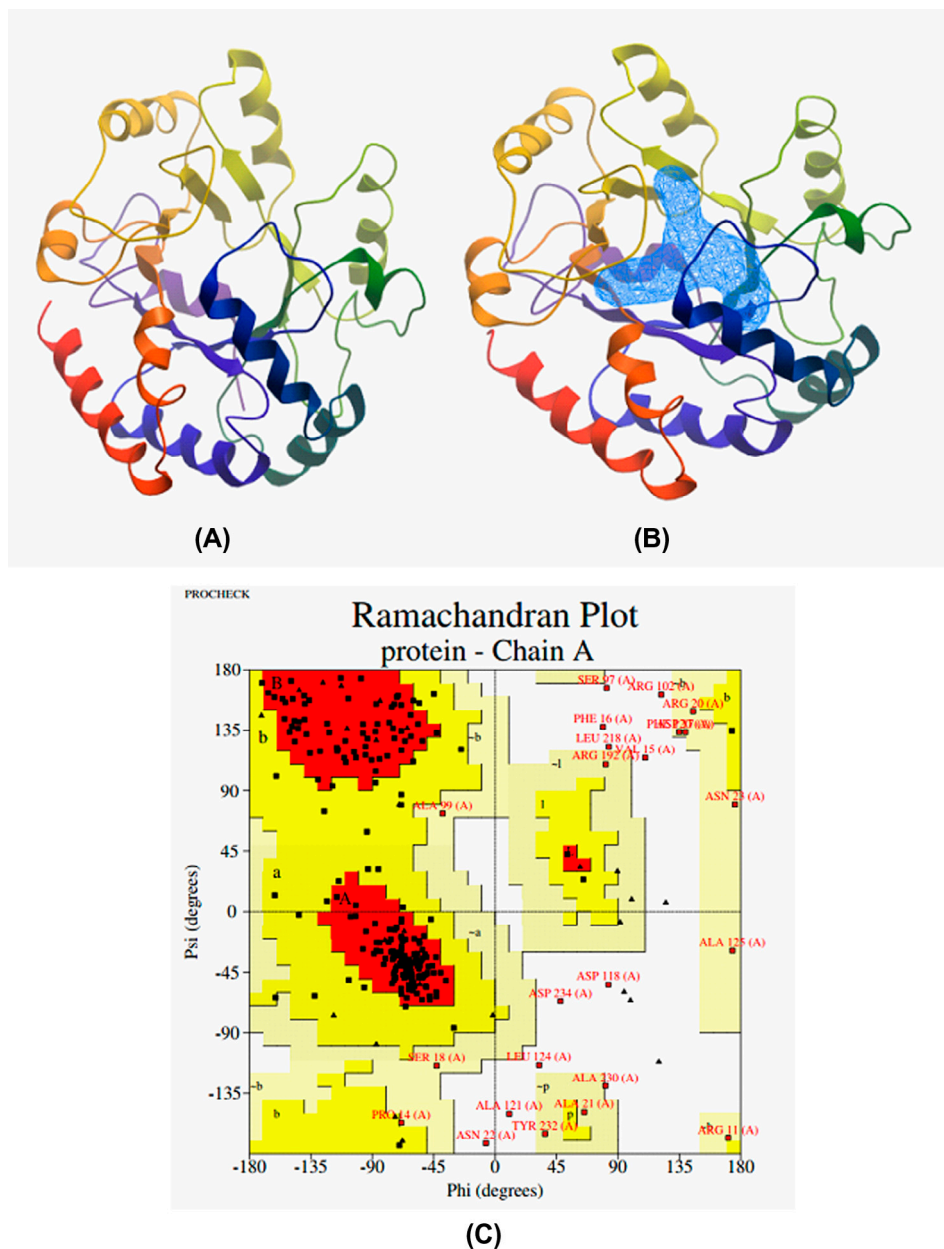 (A)
(B)
PROCHECK
Ramachandran Plot
protein - Chain A
180
B
SER 97 (A)
~b
ARG 102 (A)
b
ARG 20 (A)
135
PHE 16 (A)
b
~b
LEU 218 (A)
VAL 15 (A)
ARG 192 (A)
~l
90
ALA 99 (A)
l
ASN 23 (A)
45
a
A
0
~a
ALA 125 (A)
-45
ASP 118 (A)
ASP 234 (A)
-90
SER 18 (A)
LEU 124 (A)
~b
~p
ALA 230 (A)
-135
b
PRO 14 (A)
ALA 121 (A)
ALA 21 (A)
p
TYR 232 (A)
~b
ARG 11 (A)
ASN 22 (A)
-180 -135 -90 -45 0 45 90 135 180
Psi (degrees)
Phi (degrees)
(C)